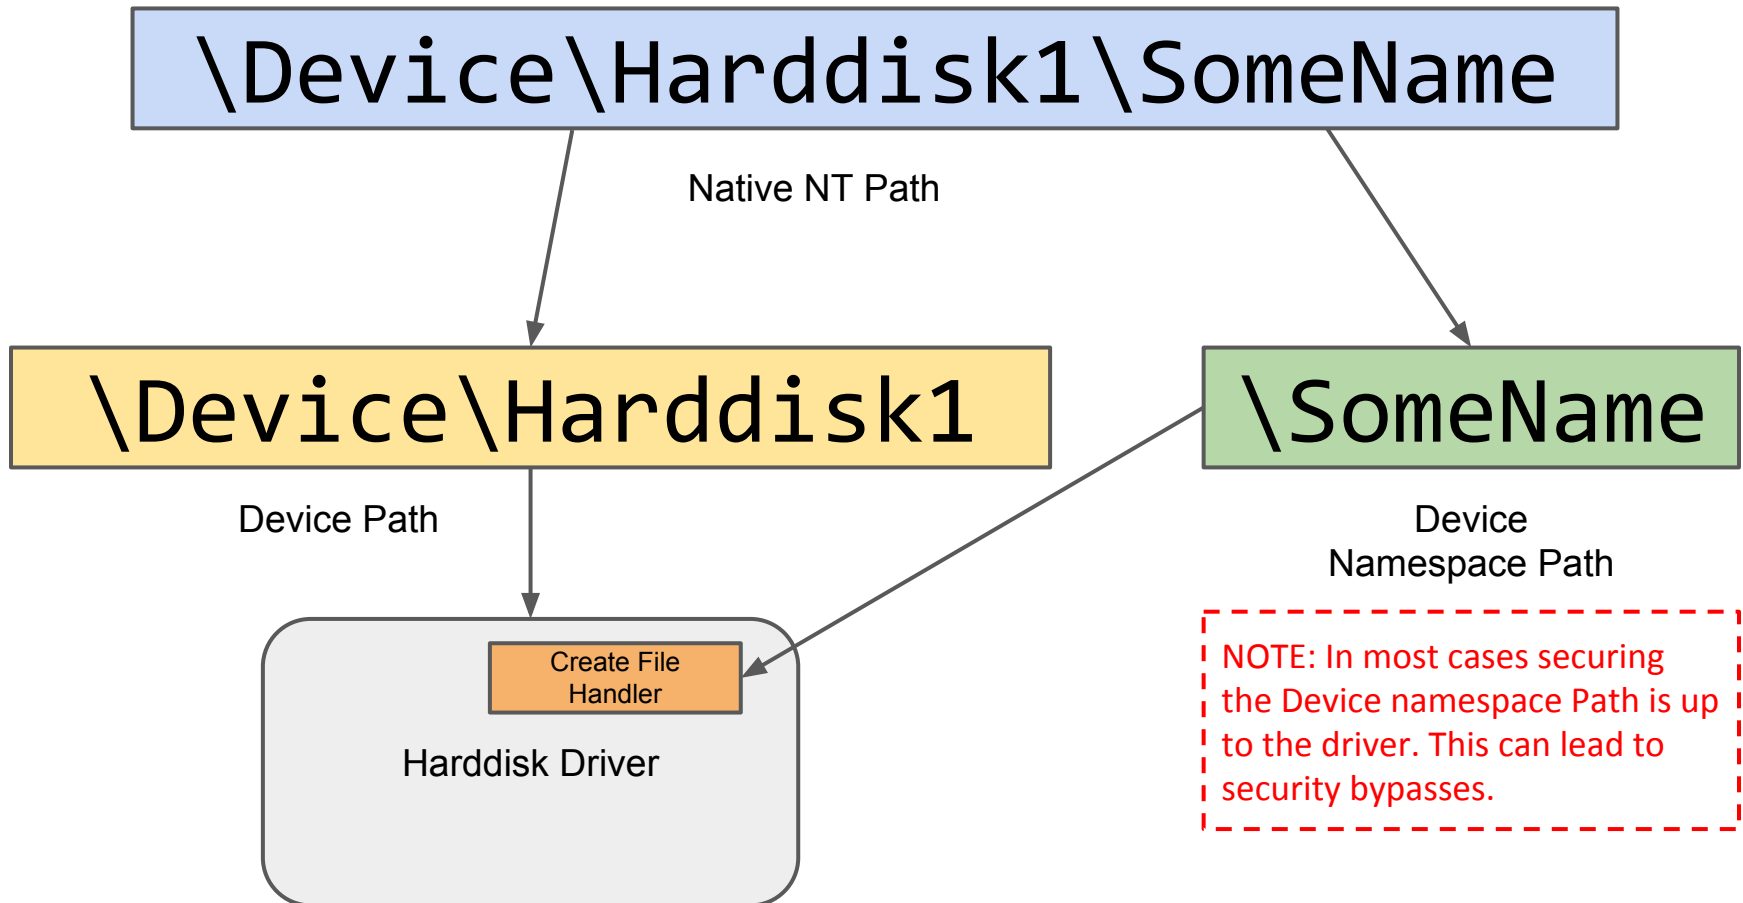 \Device\Harddisk1\SomeName
Native NT Path
\Device\Harddisk1
\SomeName
Device Path
Device
Namespace Path
Create File
Handler
Harddisk Driver
NOTE: In most cases securing
the Device namespace Path is up
to the driver. This can lead to
security bypasses.